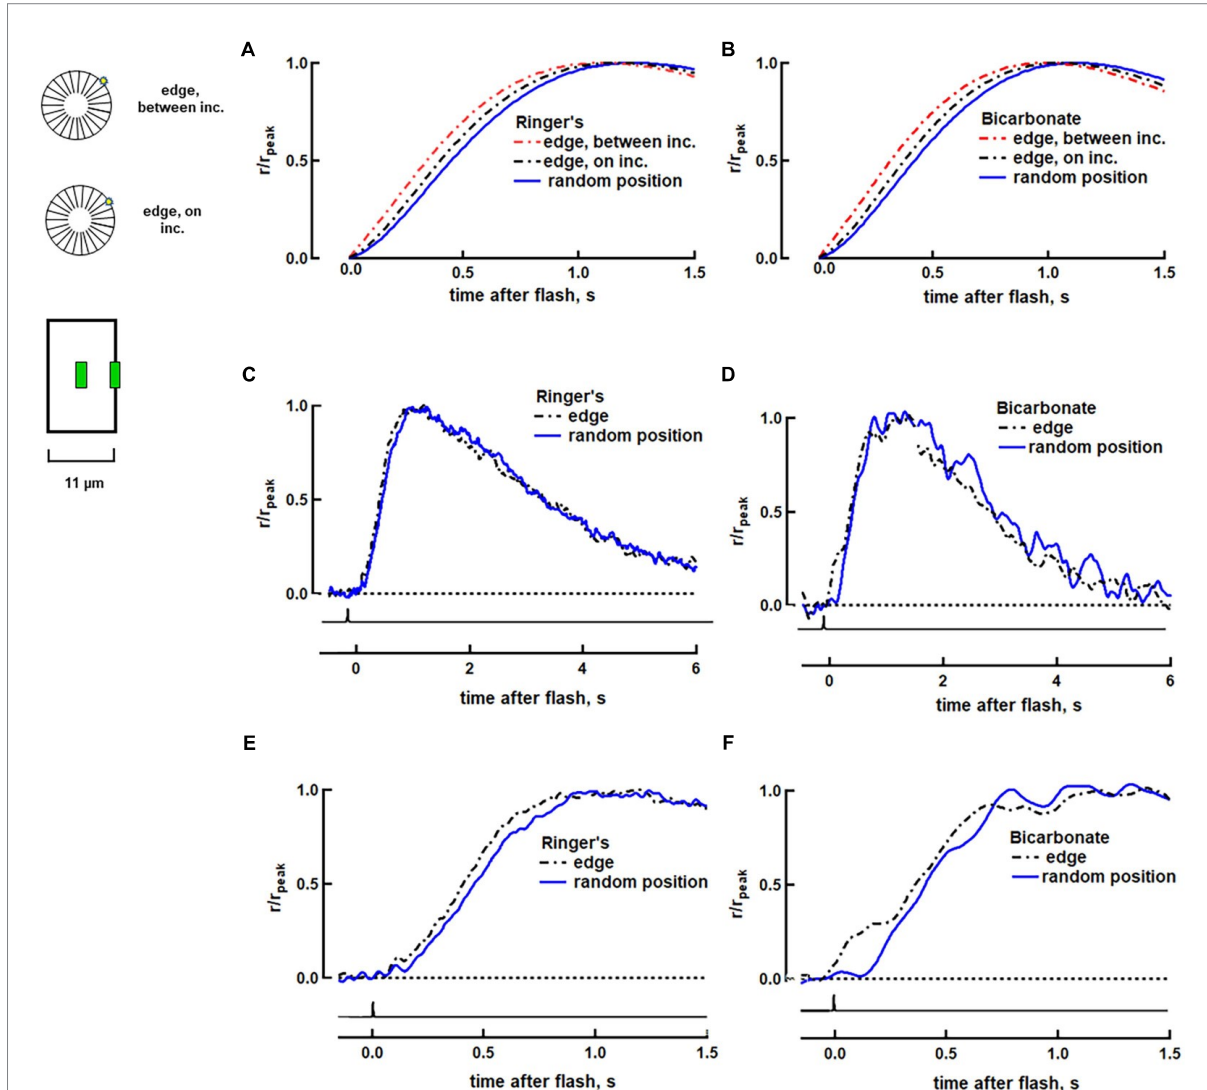 edge,
between inc.
edge, on
inc.
11 µm
A
1.0
0.5
0.0
r/rpeak
Ringer's
edge, between inc.
edge, on inc.
random position
0.0 0.5 1.0 1.5
time after flash, s
B
1.0
0.5
0.0
r/rpeak
Bicarbonate
edge, between inc.
edge, on inc.
random position
0.0 0.5 1.0 1.5
time after flash, s
C
1.0
0.5
0.0
r/rpeak
Ringer's
edge
random position
0 2 4 6
time after flash, s
D
1.0
0.5
0.0
r/rpeak
Bicarbonate
edge
random position
0 2 4 6
time after flash, s
E
1.0
0.5
0.0
r/rpeak
Ringer's
edge
random position
0.0 0.5 1.0 1.5
time after flash, s
F
1.0
0.5
0.0
r/rpeak
Bicarbonate
edge
random position
0.0 0.5 1.0 1.5
time after flash, s